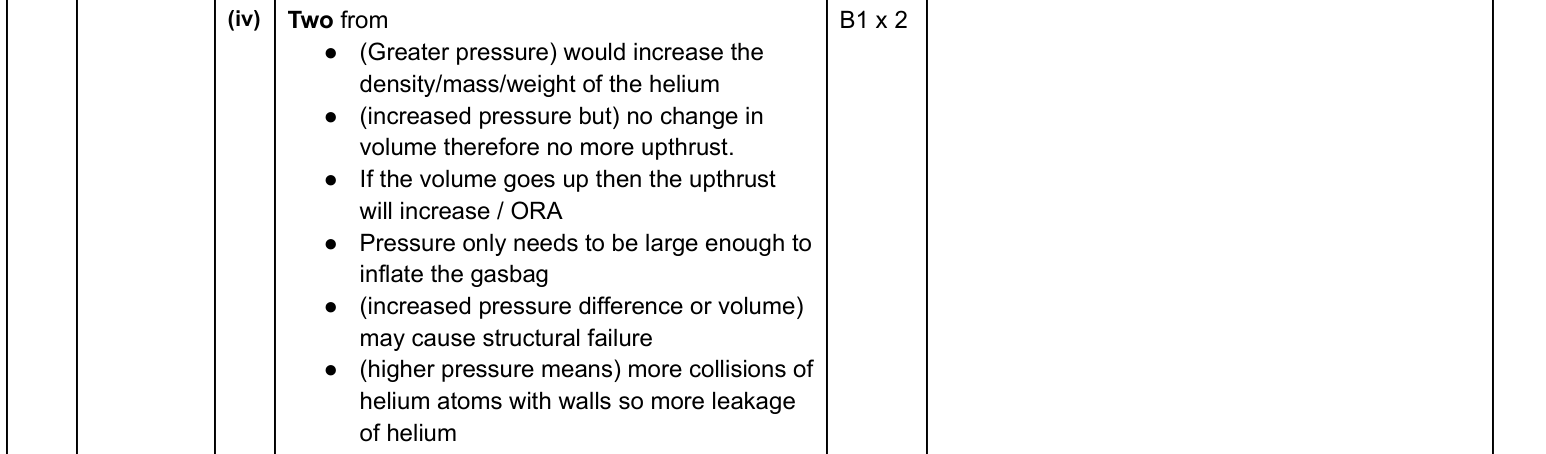 (iv) Two from B1 x 2
● (Greater pressure) would increase the
density/mass/weight of the helium
● (increased pressure but) no change in
volume therefore no more upthrust.
● If the volume goes up then the upthrust
will increase / ORA
● Pressure only needs to be large enough to
inflate the gasbag
● (increased pressure difference or volume)
may cause structural failure
● (higher pressure means) more collisions of
helium atoms with walls so more leakage
of helium